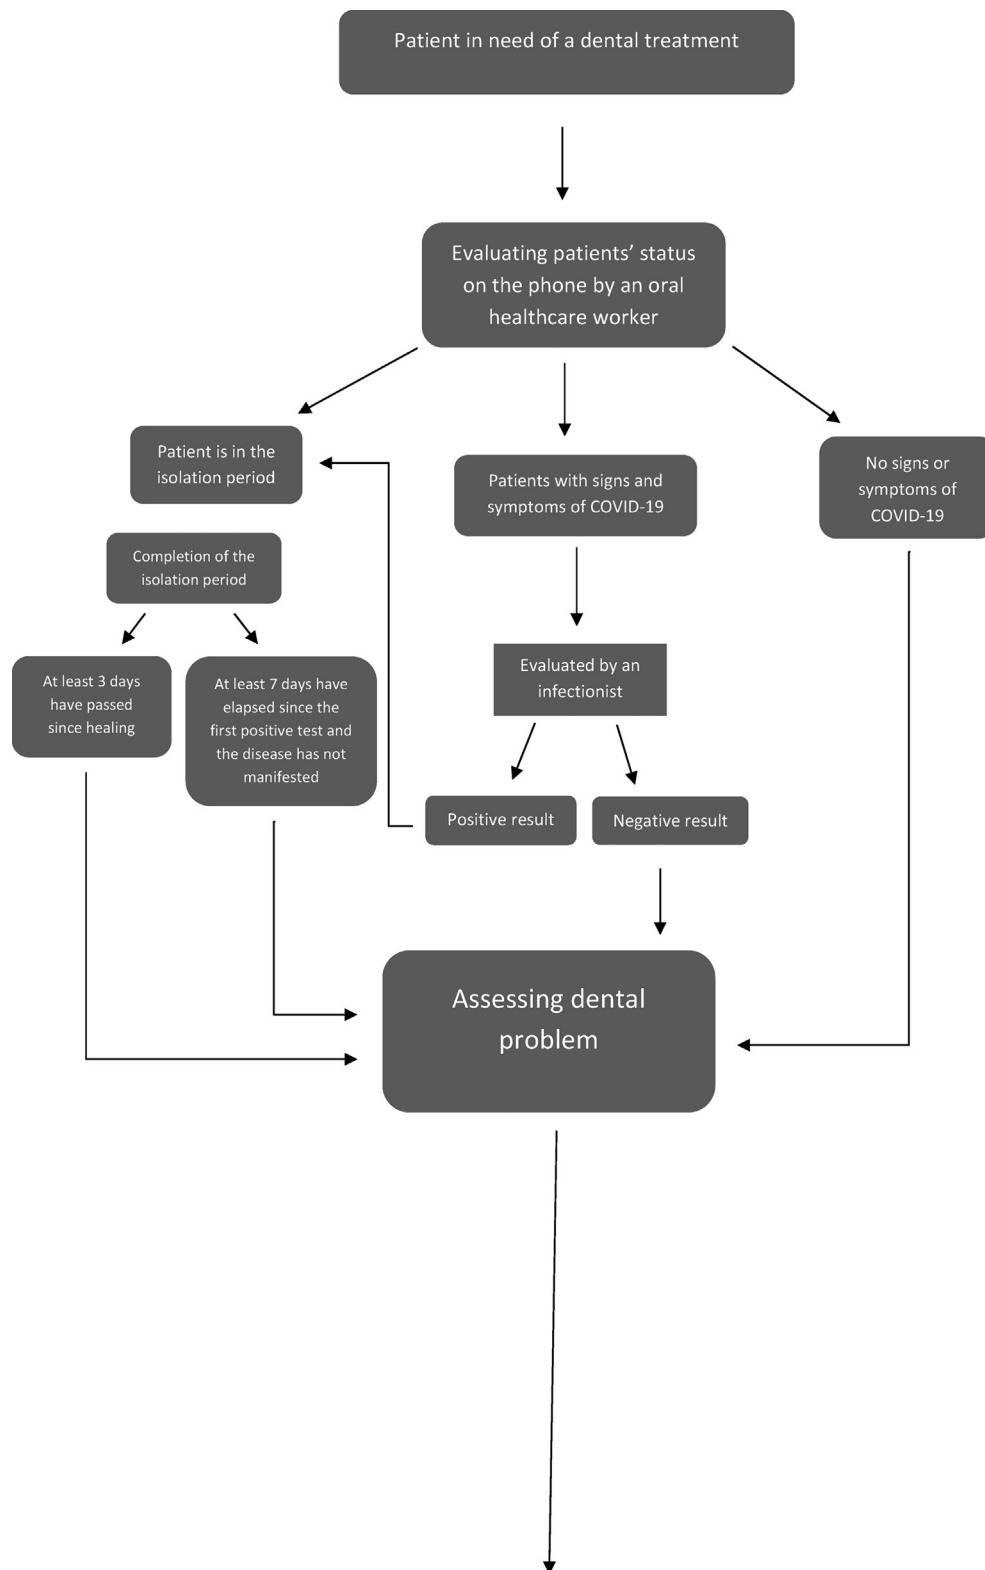 Patient in need of a dental treatment
Evaluating patients’ status
on the phone by an oral
healthcare worker
Patient is in the
isolation period
Patients with signs and
symptoms of COVID-19
No signs or
symptoms of
COVID-19
Completion of the
isolation period
At least 3 days
have passed
since healing
At least 7 days have
elapsed since the
first positive test and
the disease has not
manifested
Evaluated by an
infectionist
Positive result
Negative result
Assessing dental
problem